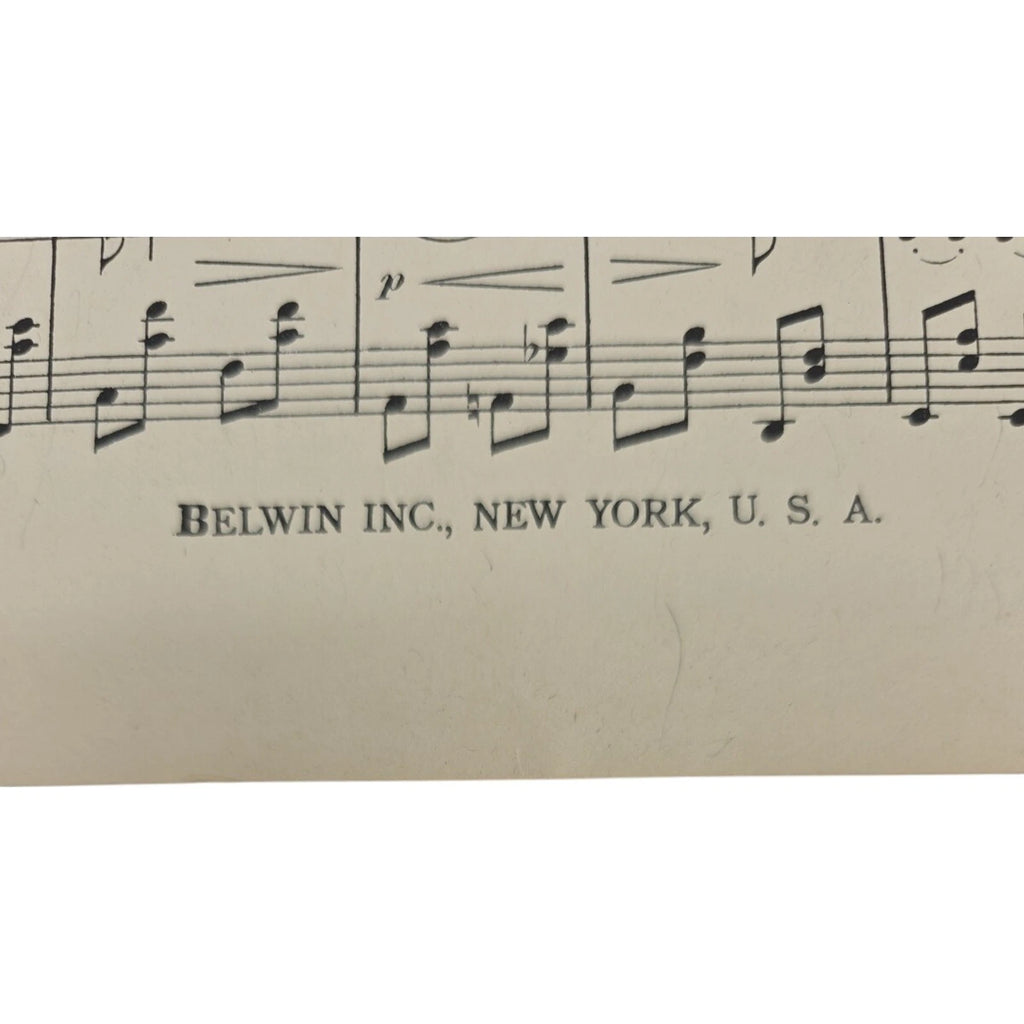 p
BELWIN INC., NEW YORK, U. S. A.